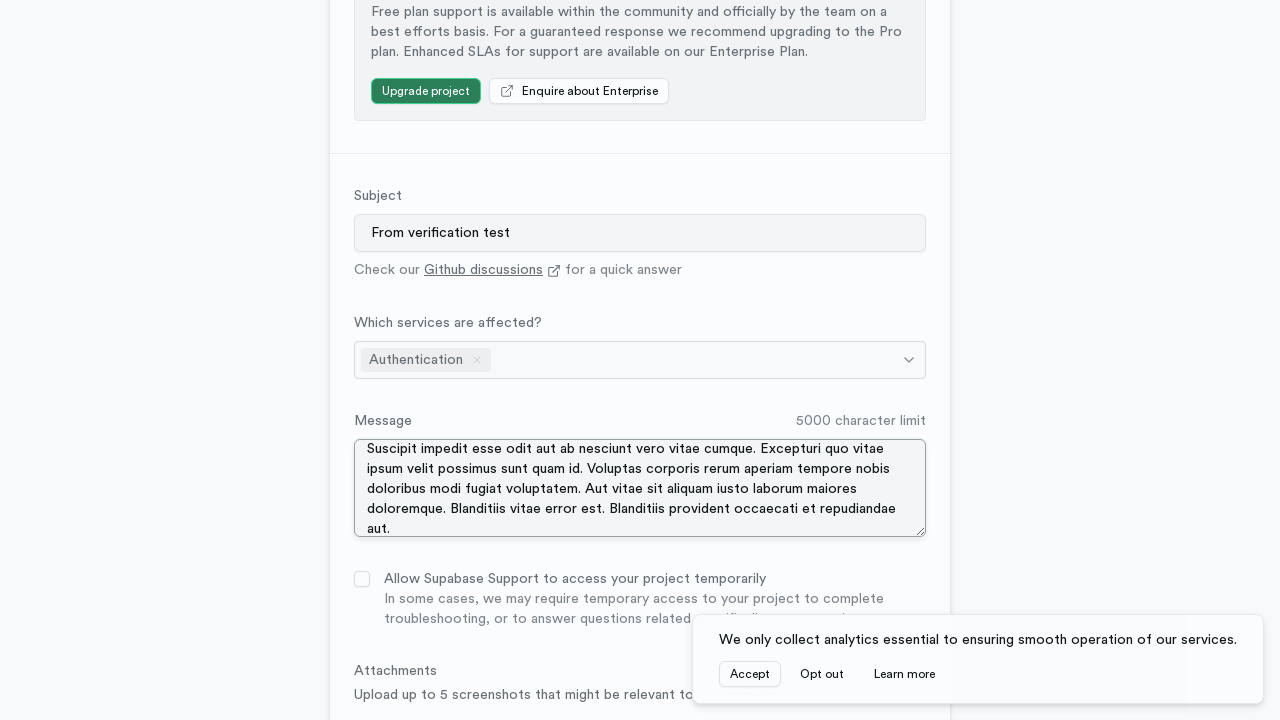 Free plan support is available within the community and officially by the team on a
best efforts basis. For a guaranteed response we recommend upgrading to the Pro
plan. Enhanced SLAs for support are available on our Enterprise Plan.
Upgrade project
Enquire about Enterprise
Subject
From verification test
Check our Github discussions for a quick answer
Which services are affected?
Authentication
Message
5000 character limit
Suscipit impedit esse odit aut ab nesciunt vero vitae cumque. Excepturi quo vitae
ipsum velit possimus sunt quam id. Voluptas corporis rerum aperiam tempore nobis
doloribus modi fugiat voluptatem. Aut vitae sit aliquam iusto laborum maiores
doloremque. Blanditiis vitae error est. Blanditiis provident occaecati et repudiandae
aut.
Allow Supabase Support to access your project temporarily
In some cases, we may require temporary access to your project to complete
troubleshooting, or to answer questions related
Attachments
Upload up to 5 screenshots that might be relevant to
We only collect analytics essential to ensuring smooth operation of our services.
Accept
Opt out
Learn more